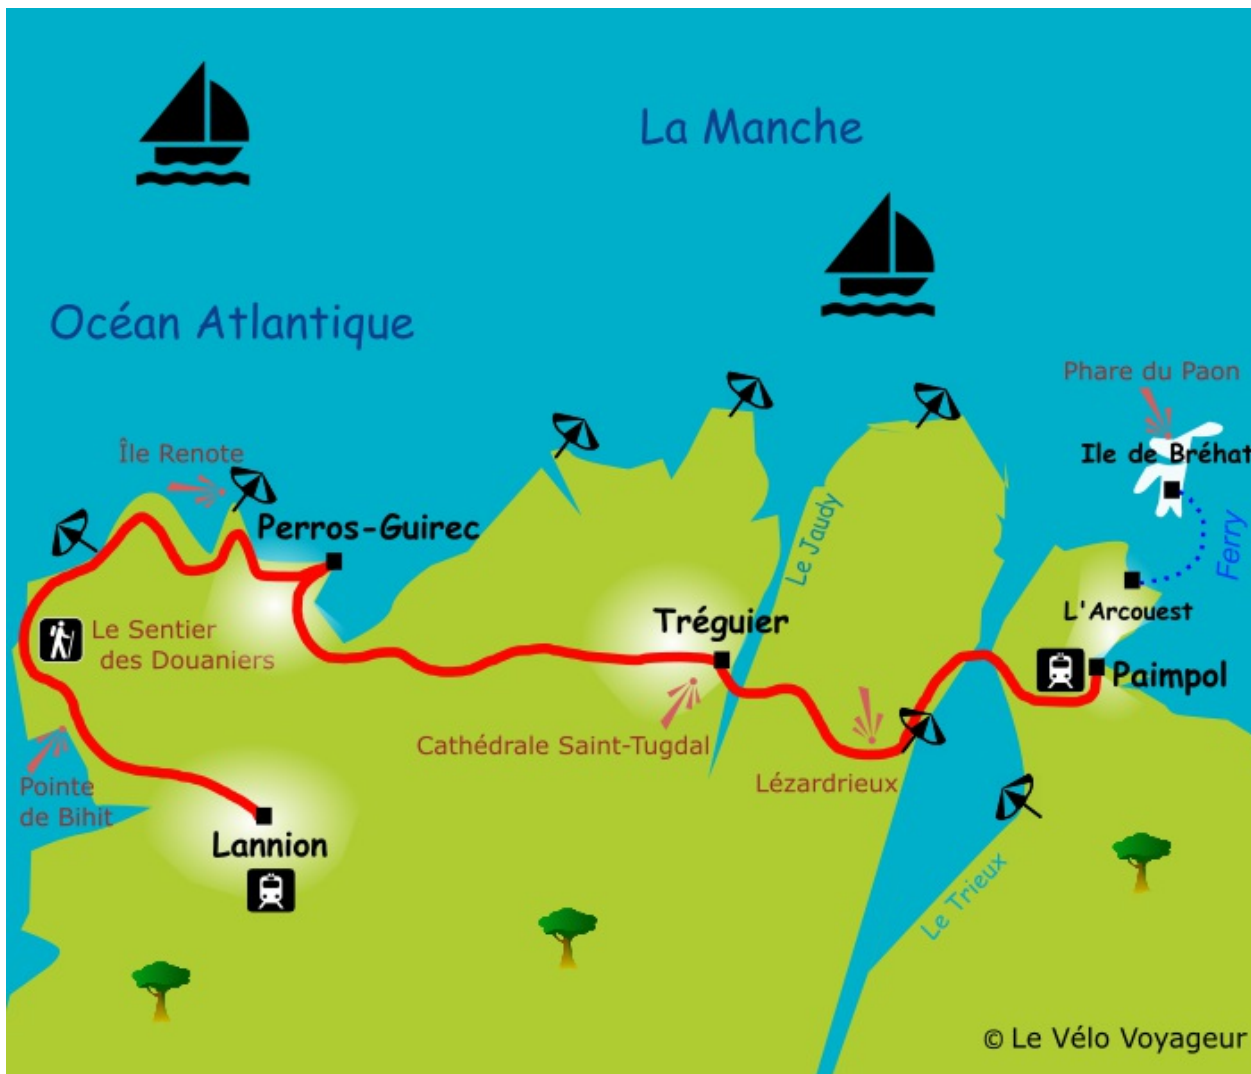 La Manche
Océan Atlantique
Phare du Paon
Île Renote
Ile de Bréhat
Perros-Guirec
Le Jaudy
Ferry
L'Arcouest
Le Sentier
des Douaniers
Tréguier
Paimpol
Cathédrale Saint-Tugdal
Lézardrieux
Pointe
de Bihit
Lannion
Le Trieux
© Le Vélo Voyageur